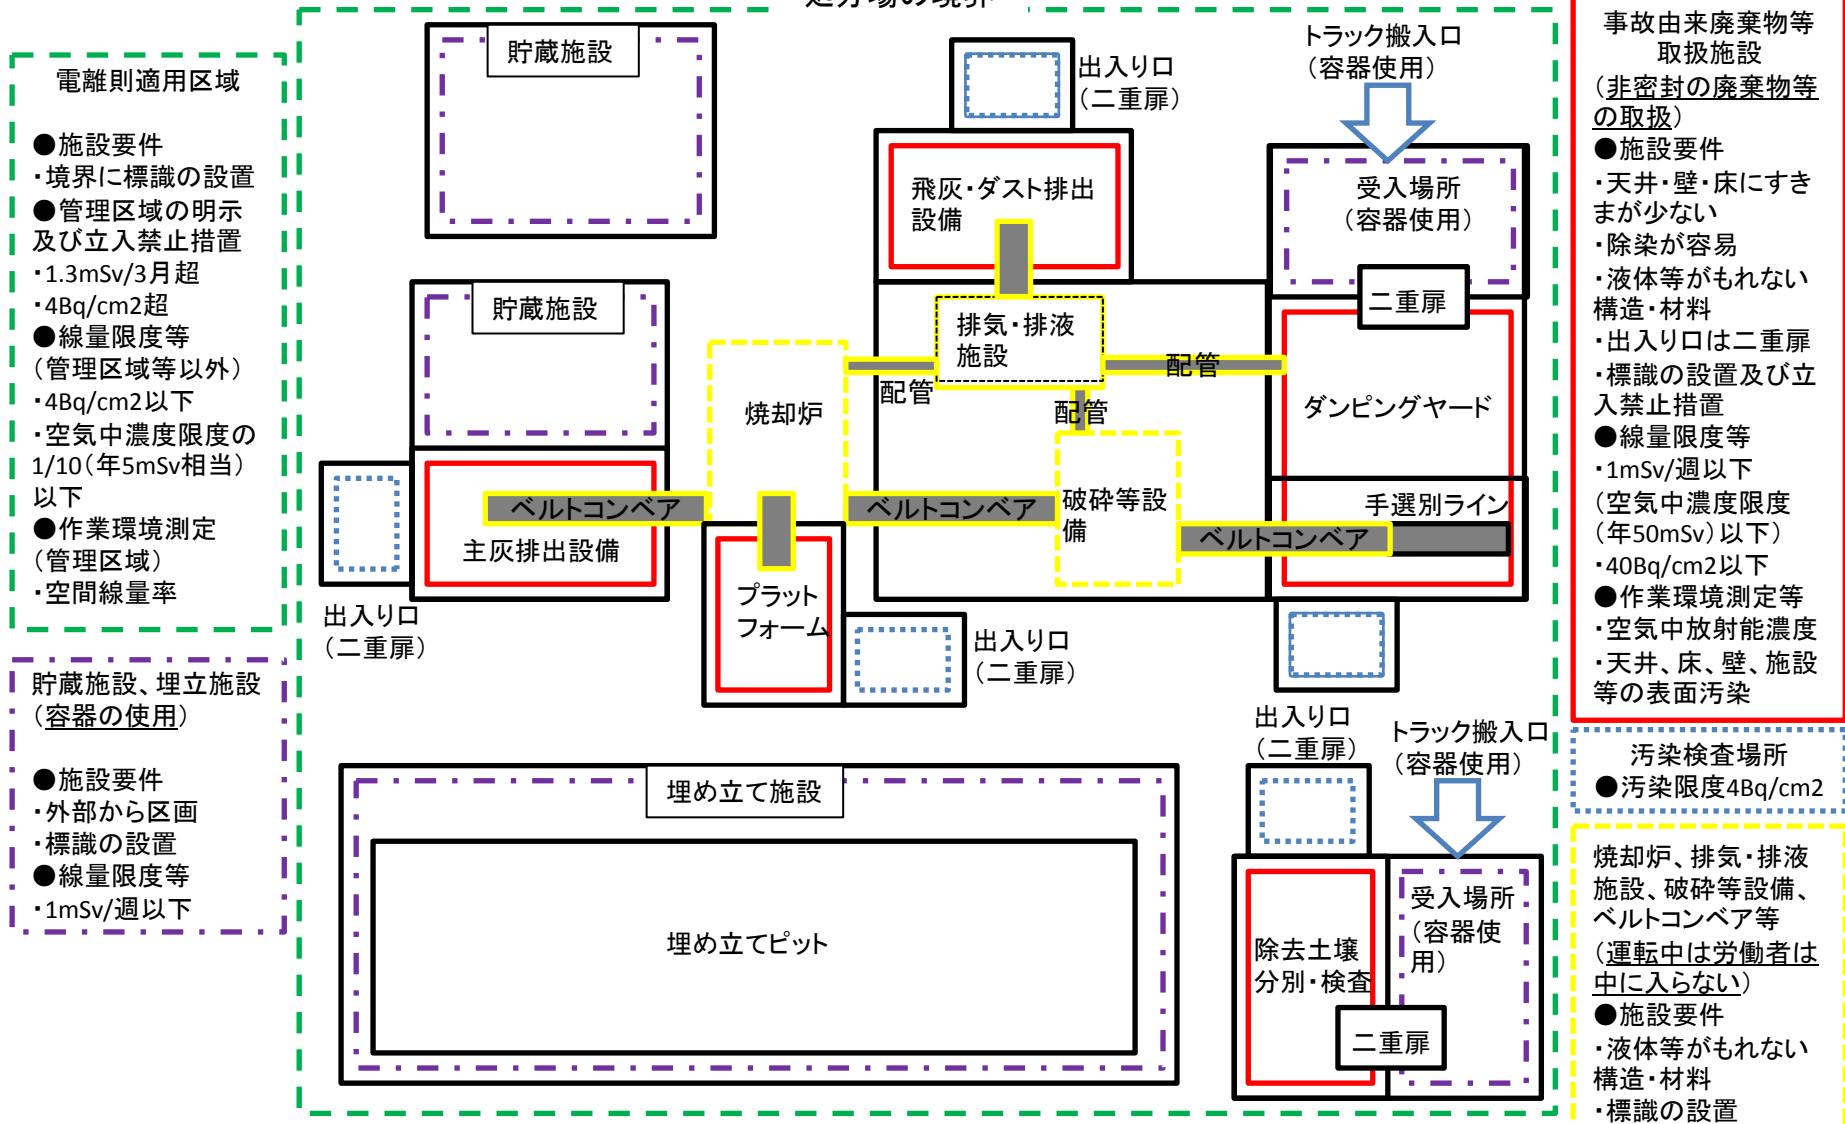 処分場の境界
電離則適用区域
●施設要件
・境界に標識の設置
●管理区域の明示
及び立入禁止措置
・1.3mSv/3月超
・4Bq/cm2超
●線量限度等
（管理区域等以外）
・4Bq/cm2以下
・空気中濃度限度の
1/10（年5mSv相当）
以下
●作業環境測定
（管理区域）
・空間線量率
貯蔵施設、埋立施設
（容器の使用）
●施設要件
・外部から区画
・標識の設置
●線量限度等
・1mSv/週以下
貯蔵施設
出入り口
（二重扉）
トラック搬入口
（容器使用）
飛灰・ダスト排出
設備
受入場所
（容器使用）
二重扉
貯蔵施設
排気・排液
施設
配管
配管
配管
焼却炉
ダンピングヤード
ベルトコンベア
ベルトコンベア
破砕等設
備
手選別ライン
ベルトコンベア
主灰排出設備
出入り口
（二重扉）
プラット
フォーム
出入り口
（二重扉）
出入り口
（二重扉）
トラック搬入口
（容器使用）
埋め立て施設
埋め立てピット
除去土壌
分別・検査
受入場所
（容器使
用）
二重扉
事故由来廃棄物等
取扱施設
（非密封の廃棄物等
の取扱）
●施設要件
・天井・壁・床にすき
まが少ない
・除染が容易
・液体等がもれない
構造・材料
・出入り口は二重扉
・標識の設置及び立
入禁止措置
●線量限度等
・1mSv/週以下
（空気中濃度限度
（年50mSv）以下）
・40Bq/cm2以下
●作業環境測定等
・空気中放射能濃度
・天井、床、壁、施設
等の表面汚染
汚染検査場所
●汚染限度4Bq/cm2
焼却炉、排気・排液
施設、破砕等設備、
ベルトコンベア等
（運転中は労働者は
中に入らない）
●施設要件
・液体等がもれない
構造・材料
・標識の設置